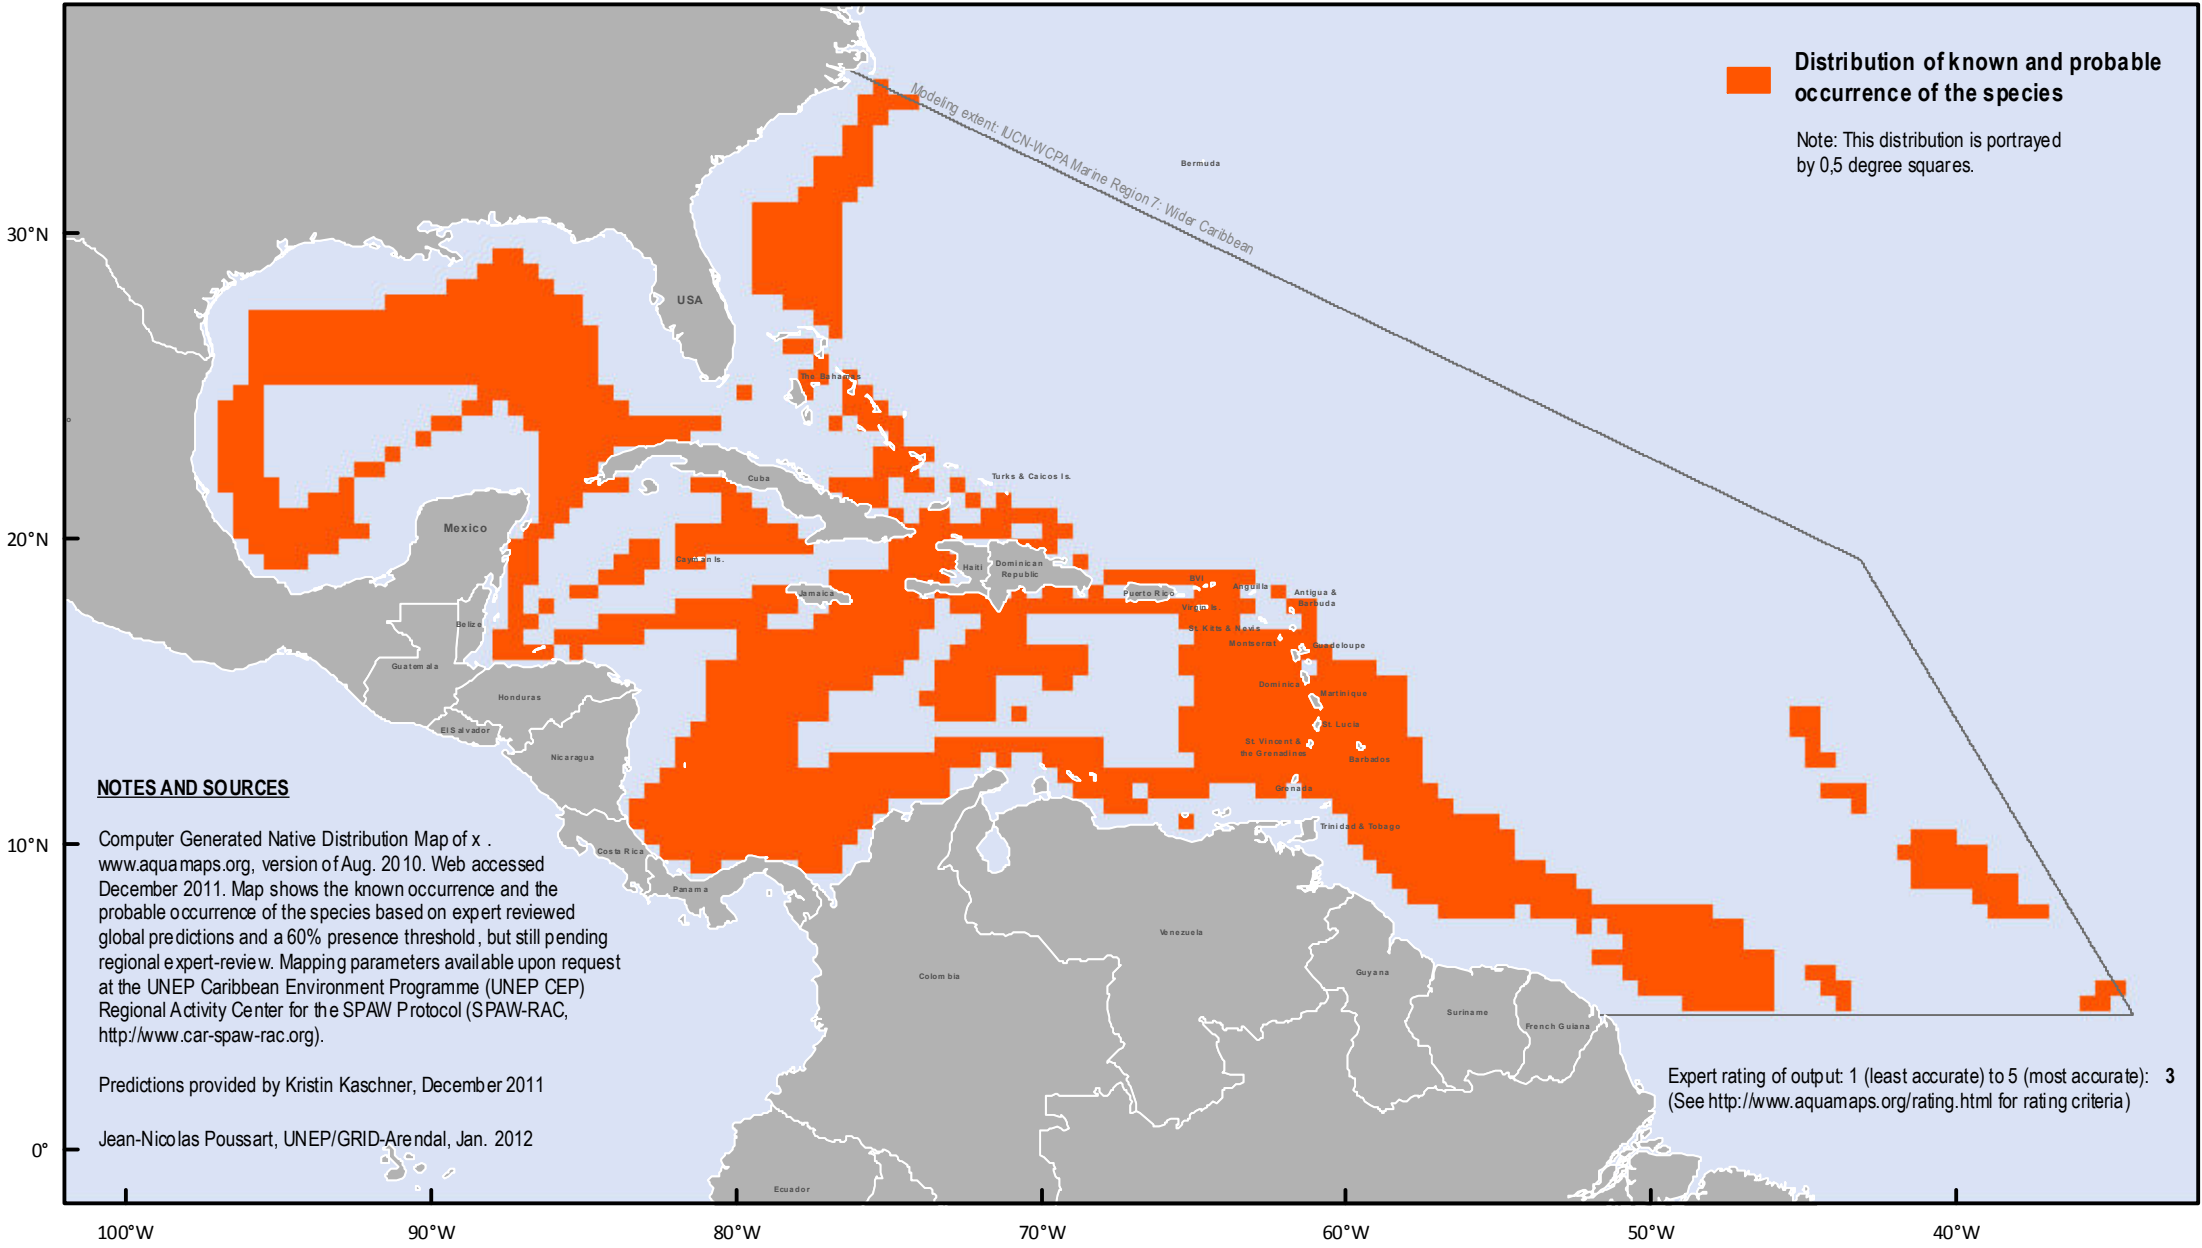 Distribution of known and probable
occurrence of the species
Note: This distribution is portrayed
by 0,5 degree squares.
Modeling extent: IUCN-WCPA Marine Region 7: Wider Caribbean
Bermuda
30°N
USA
The Bahamas
Turks & Caicos Is.
Cuba
Mexico
20°N
Cayman Is.
Haiti
Dominican
Republic
Jamaica
Puerto Rico
BVI
Anguilla
Virgin Is.
Antigua &
Barbuda
Belize
St. Kitts & Nevis
Montserrat
Guadeloupe
Guatemala
Dominica
Honduras
Martinique
El Salvador
St. Lucia
St. Vincent &
the Grenadines
Nicaragua
Barbados
Grenada
Trinidad & Tobago
10°N
Costa Rica
Panama
Venezuela
Colombia
Guyana
Suriname
French Guiana
Ecuador
0°
NOTES AND SOURCES
Computer Generated Native Distribution Map of x .
www.aquamaps.org, version of Aug. 2010. Web accessed
December 2011. Map shows the known occurrence and the
probable occurrence of the species based on expert reviewed
global predictions and a 60% presence threshold, but still pending
regional expert-review. Mapping parameters available upon request
at the UNEP Caribbean Environment Programme (UNEP CEP)
Regional Activity Center for the SPAW Protocol (SPAW-RAC,
http://www.car-spaw-rac.org).
Predictions provided by Kristin Kaschner, December 2011
Jean-Nicolas Poussart, UNEP/GRID-Arendal, Jan. 2012
Expert rating of output: 1 (least accurate) to 5 (most accurate): 3
(See http://www.aquamaps.org/rating.html for rating criteria)
100°W 90°W 80°W 70°W 60°W 50°W 40°W